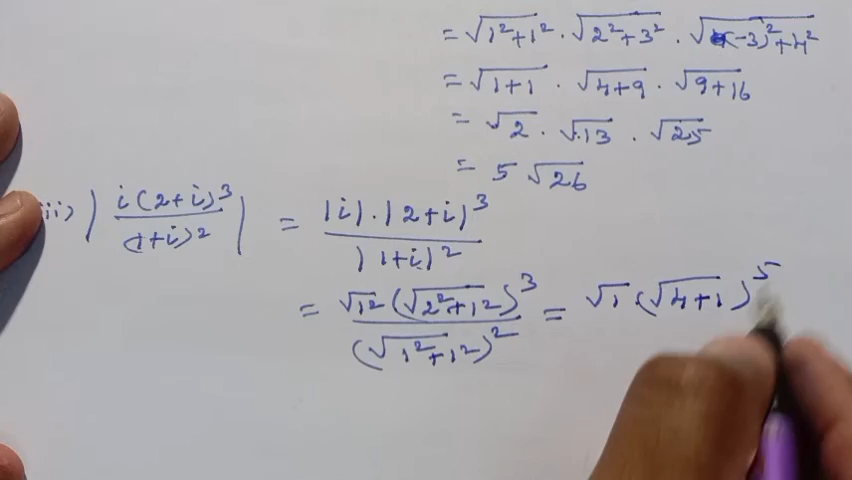 = √(1²+1²) · √(2²+3²) · √((-3)²+4²)
= √(1+1) · √(4+9) · √(9+16)
= √2 · √13 · √25
= 5 √26
ii) | i(2+i)³ / (1+i)² | = |i|·|2+i|³ / |1+i|²
= √1² (√(2²+1²))³ / (√(1²+1²))² = √1 (√(4+1))⁵